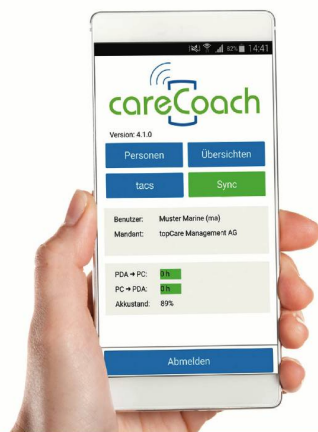 82% 14:41
careCoach
Version: 4.1.0
Personen Übersichten
tacs Sync
Benutzer: Muster Marine (ma)
Mandant: topCare Management AG
PDA → PC: 0 h
PC → PDA: 0 h
Akkustand: 89%
Abmelden